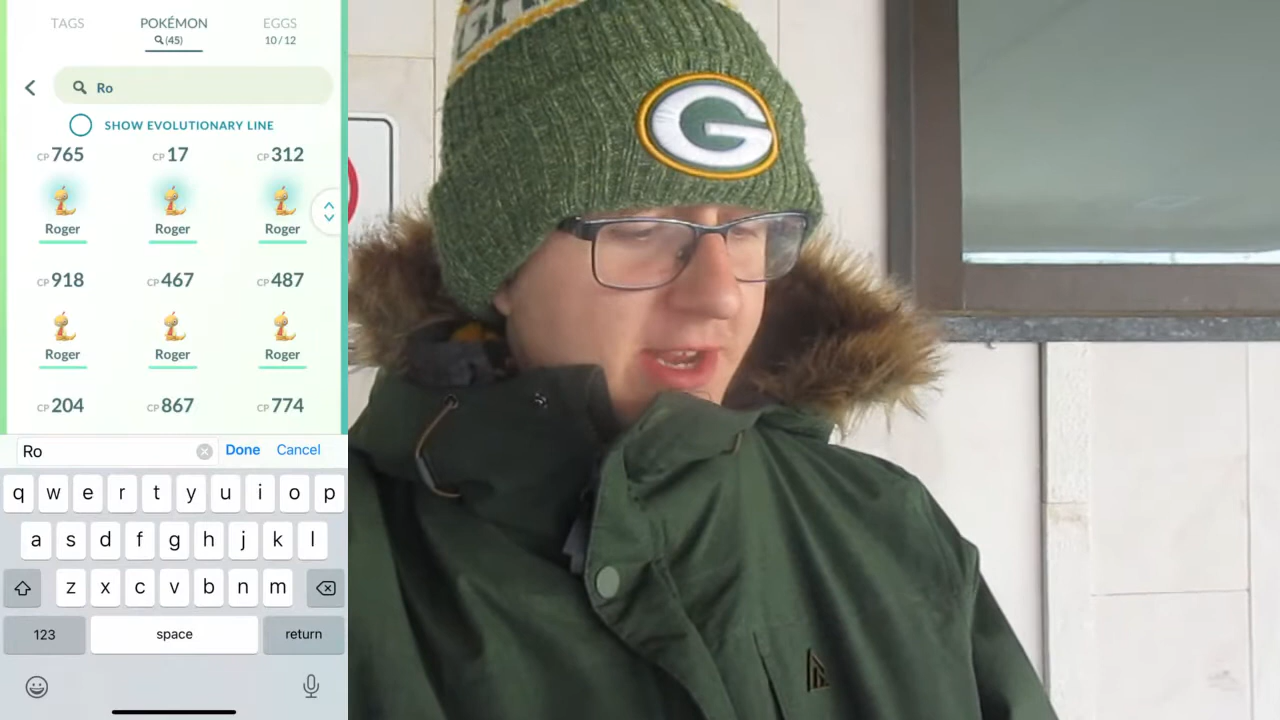 TAGS POKÉMON EGGS
(45) 10/12
Ro
SHOW EVOLUTIONARY LINE
CP 765 CP 17 CP 312
Roger Roger Roger
CP 918 CP 467 CP 487
Roger Roger Roger
CP 204 CP 867 CP 774
Ro Done Cancel
q w e r t y u i o p
a s d f g h j k l
z x c v b n m
123 space return
G